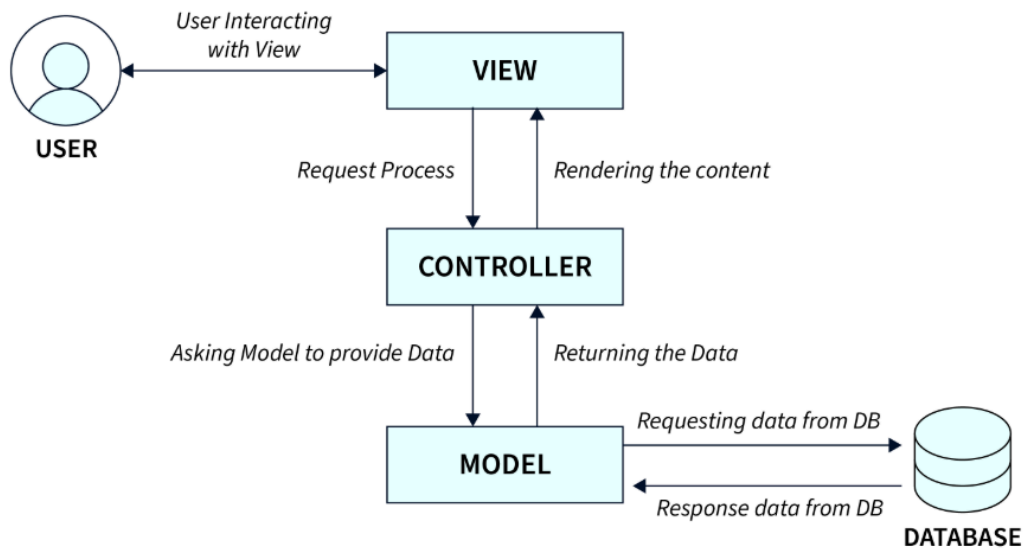 User Interacting
with View
VIEW
USER
Request Process
Rendering the content
CONTROLLER
Asking Model to provide Data
Returning the Data
Requesting data from DB
MODEL
Response data from DB
DATABASE